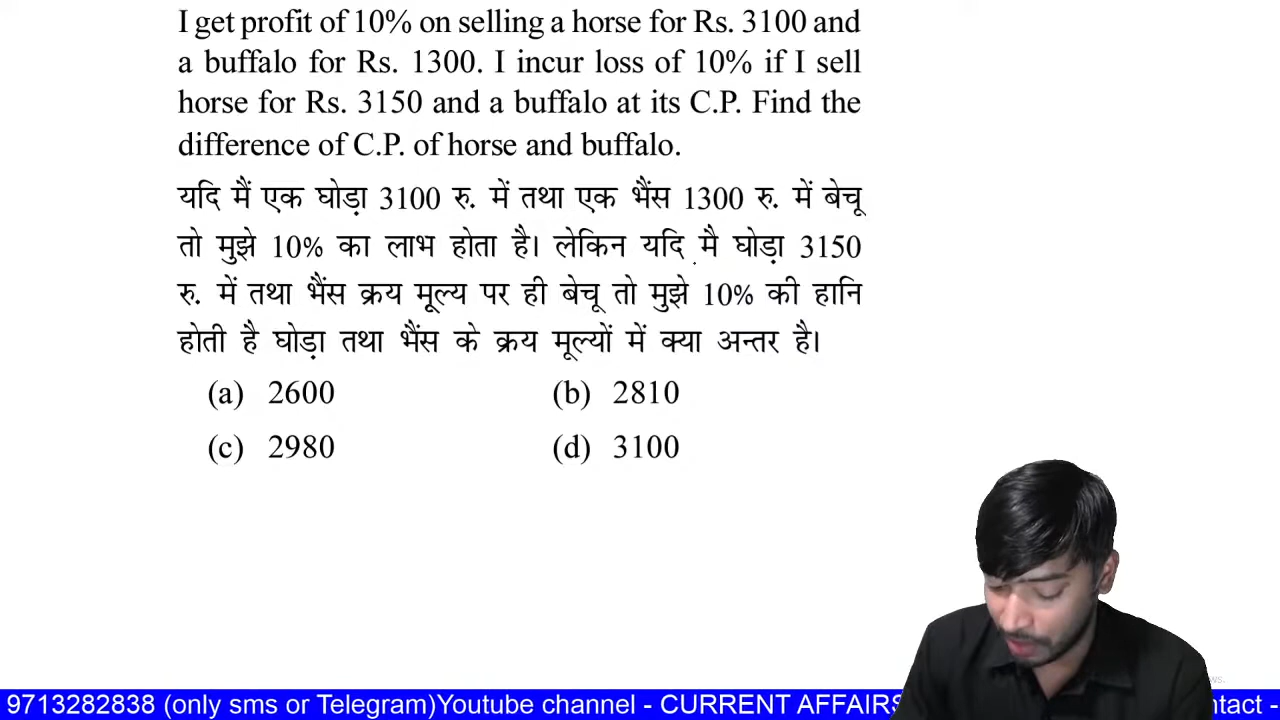 I get profit of 10% on selling a horse for Rs. 3100 and
a buffalo for Rs. 1300. I incur loss of 10% if I sell
horse for Rs. 3150 and a buffalo at its C.P. Find the
difference of C.P. of horse and buffalo.
यदि मैं एक घोड़ा 3100 रु. में तथा एक भैंस 1300 रु. में बेचू
तो मुझे 10% का लाभ होता है। लेकिन यदि मै घोड़ा 3150
रु. में तथा भैंस क्रय मूल्य पर ही बेचू तो मुझे 10% की हानि
होती है घोड़ा तथा भैंस के क्रय मूल्यों में क्या अन्तर है।
(a) 2600 (b) 2810
(c) 2980 (d) 3100
9713282838 (only sms or Telegram)Youtube channel - CURRENT AFFAIRS ntact -